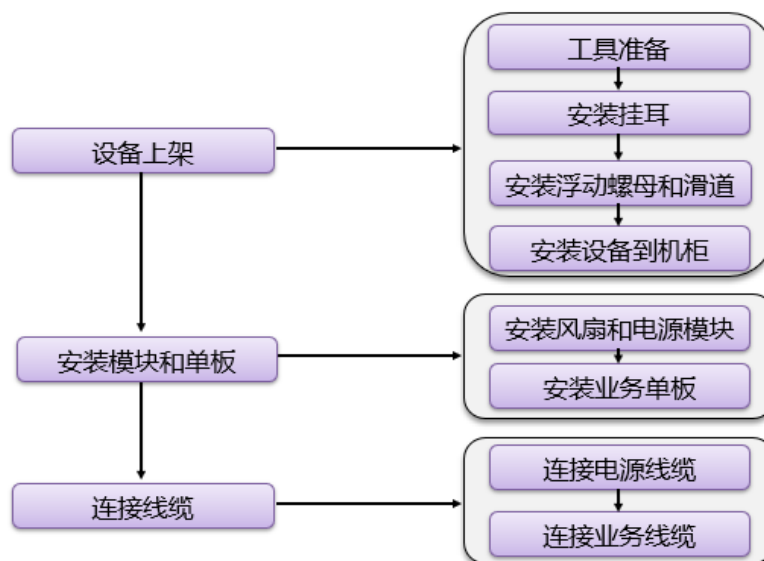 设备上架
工具准备
安装挂耳
安装浮动螺母和滑道
安装设备到机柜
安装模块和单板
安装风扇和电源模块
安装业务单板
连接线缆
连接电源线缆
连接业务线缆